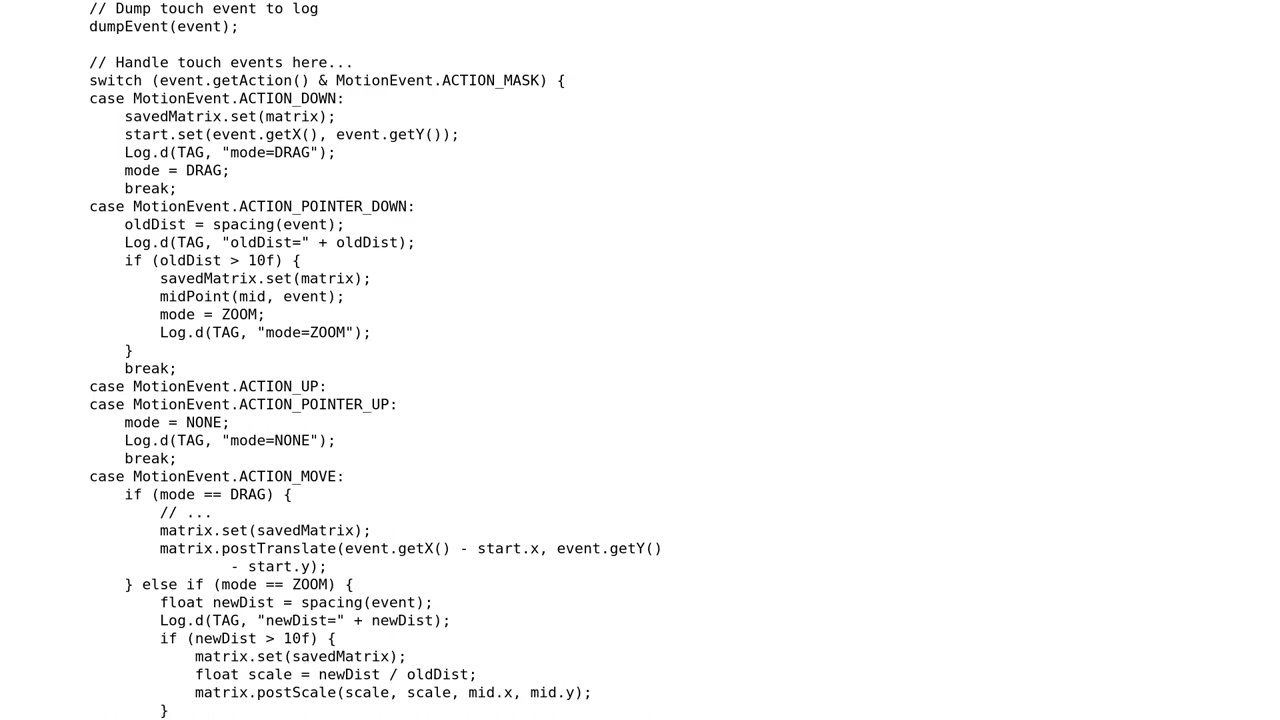 // Dump touch event to log
dumpEvent(event);

// Handle touch events here...
switch (event.getAction() & MotionEvent.ACTION_MASK) {
case MotionEvent.ACTION_DOWN:
    savedMatrix.set(matrix);
    start.set(event.getX(), event.getY());
    Log.d(TAG, "mode=DRAG");
    mode = DRAG;
    break;
case MotionEvent.ACTION_POINTER_DOWN:
    oldDist = spacing(event);
    Log.d(TAG, "oldDist=" + oldDist);
    if (oldDist > 10f) {
        savedMatrix.set(matrix);
        midPoint(mid, event);
        mode = ZOOM;
        Log.d(TAG, "mode=ZOOM");
    }
    break;
case MotionEvent.ACTION_UP:
case MotionEvent.ACTION_POINTER_UP:
    mode = NONE;
    Log.d(TAG, "mode=NONE");
    break;
case MotionEvent.ACTION_MOVE:
    if (mode == DRAG) {
        // ...
        matrix.set(savedMatrix);
        matrix.postTranslate(event.getX() - start.x, event.getY()
                - start.y);
    } else if (mode == ZOOM) {
        float newDist = spacing(event);
        Log.d(TAG, "newDist=" + newDist);
        if (newDist > 10f) {
            matrix.set(savedMatrix);
            float scale = newDist / oldDist;
            matrix.postScale(scale, scale, mid.x, mid.y);
        }